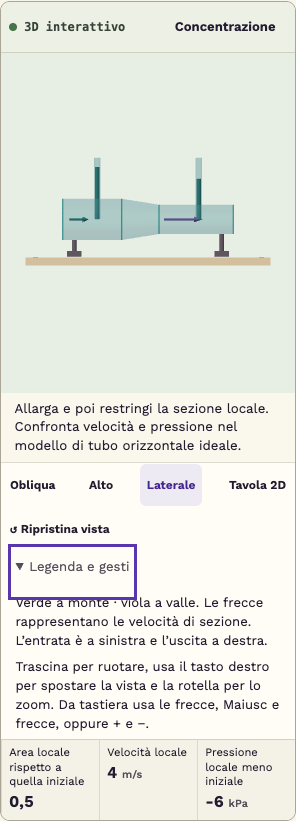 3D interattivo
Concentrazione
Allarga e poi restringi la sezione locale.
Confronta velocità e pressione nel
modello di tubo orizzontale ideale.
Obliqua
Alto
Laterale
Tavola 2D
↺ Ripristina vista
▼ Legenda e gesti
Verde a monte · viola a valle. Le frecce
rappresentano le velocità di sezione.
L’entrata è a sinistra e l’uscita a destra.
Trascina per ruotare, usa il tasto destro
per spostare la vista e la rotella per lo
zoom. Da tastiera usa le frecce, Maiusc e
frecce, oppure + e −.
Area locale
rispetto a
quella iniziale
0,5
Velocità locale
4 m/s
Pressione
locale meno
iniziale
-6 kPa